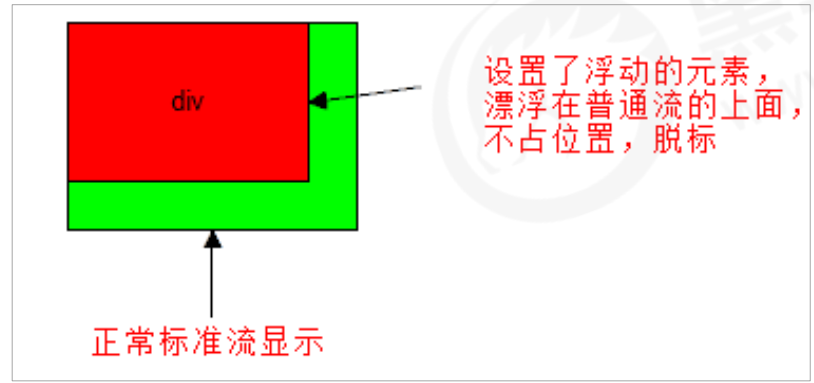 div
设置了浮动的元素，
漂浮在普通流的上面，
不占位置，脱标
正常标准流显示